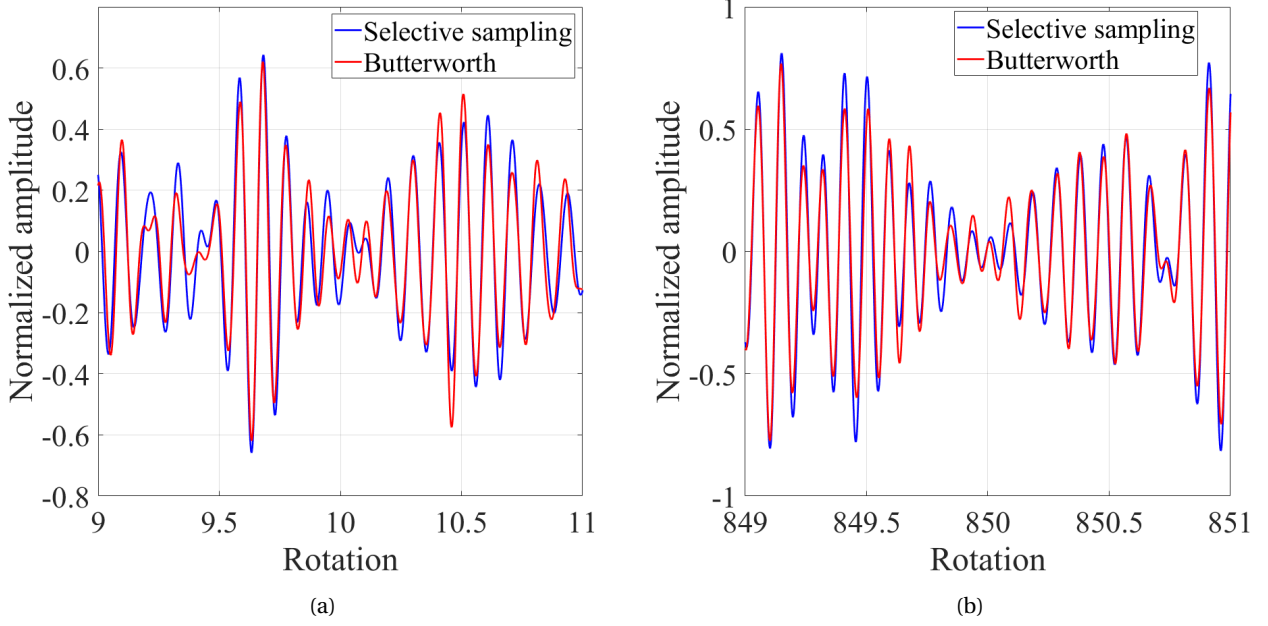 Selective sampling
Butterworth
Normalized amplitude
0.6
0.4
0.2
0
-0.2
-0.4
-0.6
-0.8
9
9.5
10
10.5
11
Rotation
(a)
Selective sampling
Butterworth
Normalized amplitude
1
0.5
0
-0.5
-1
849
849.5
850
850.5
851
Rotation
(b)